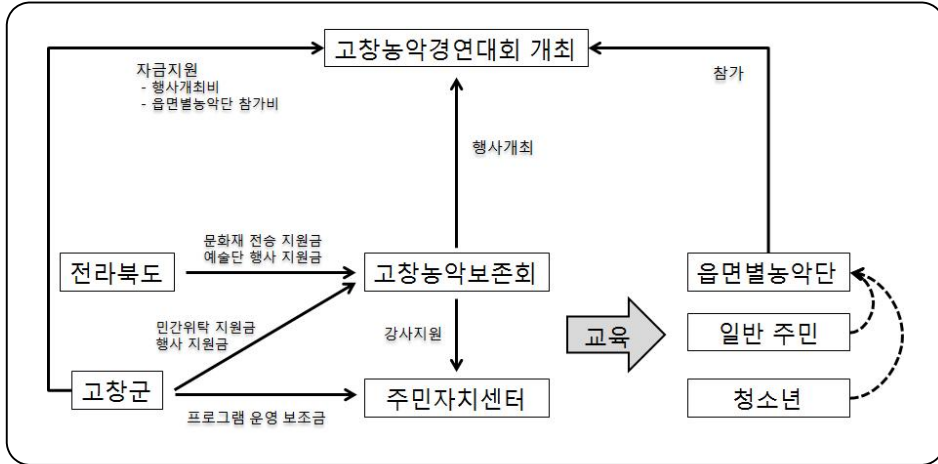 고창농악경연대회 개최
자금지원
- 행사개최비
- 읍면별농악단 참가비
참가
행사개최
문화재 전승 지원금
예술단 행사 지원금
전라북도
고창농악보존회
읍면별농악단
민간위탁 지원금
행사 지원금
강사지원
교육
일반 주민
고창군
프로그램 운영 보조금
주민자치센터
청소년